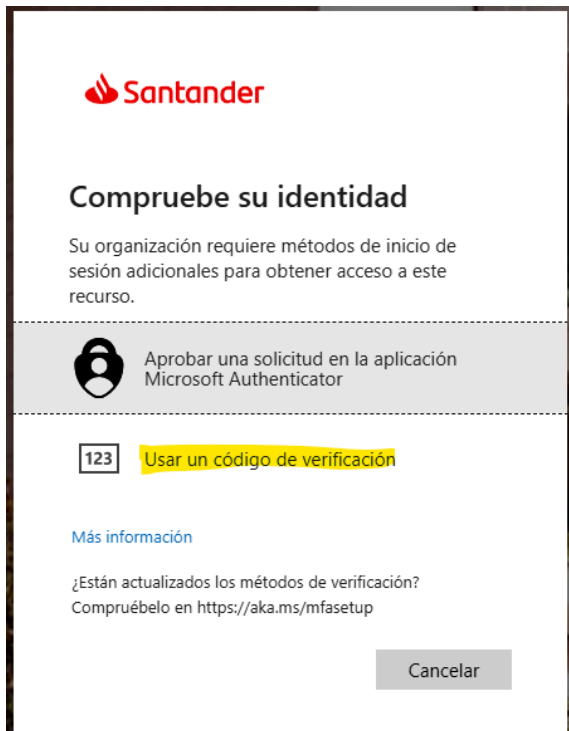 Santander
Compruebe su identidad
Su organización requiere métodos de inicio de
sesión adicionales para obtener acceso a este
recurso.
Aprobar una solicitud en la aplicación
Microsoft Authenticator
123 Usar un código de verificación
Más información
¿Están actualizados los métodos de verificación?
Compruébelo en https://aka.ms/mfasetup
Cancelar